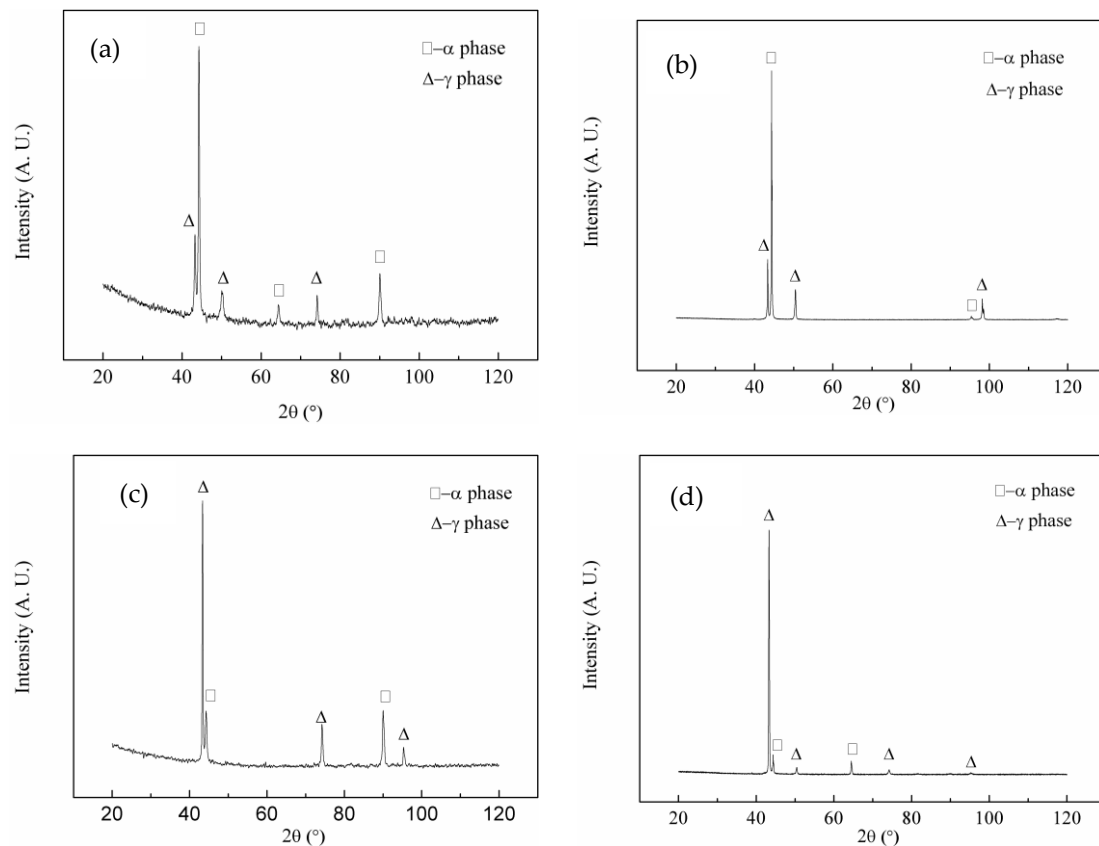 (a)
□
□–α phase
Δ–γ phase
Δ
Δ
□
Δ
□
Intensity (A. U.)
20 40 60 80 100 120
2θ (°)
(b)
□
□–α phase
Δ–γ phase
Δ
Δ
□
Δ
Intensity (A. U.)
20 40 60 80 100 120
2θ (°)
(c)
Δ
□–α phase
Δ–γ phase
□
Δ
□
Δ
Intensity (A. U.)
20 40 60 80 100 120
2θ (°)
(d)
Δ
□–α phase
Δ–γ phase
□
Δ
□
Δ
Δ
Intensity (A. U.)
20 40 60 80 100 120
2θ (°)